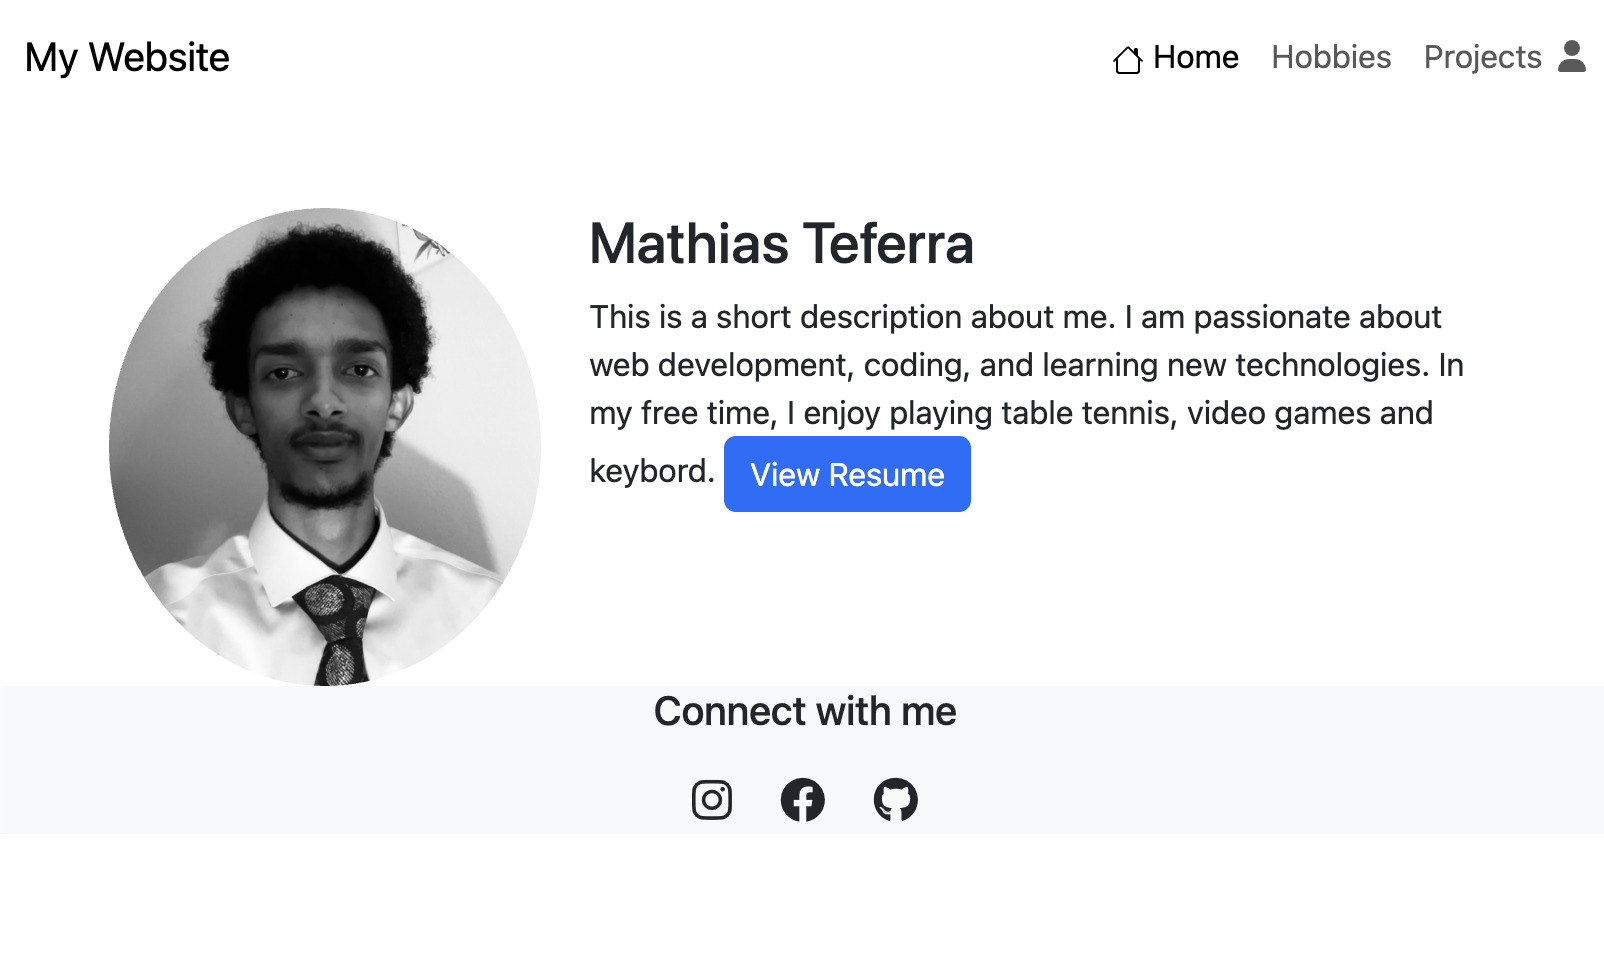 My Website
Home Hobbies Projects
Mathias Teferra
This is a short description about me. I am passionate about
web development, coding, and learning new technologies. In
my free time, I enjoy playing table tennis, video games and
keybord. View Resume
Connect with me